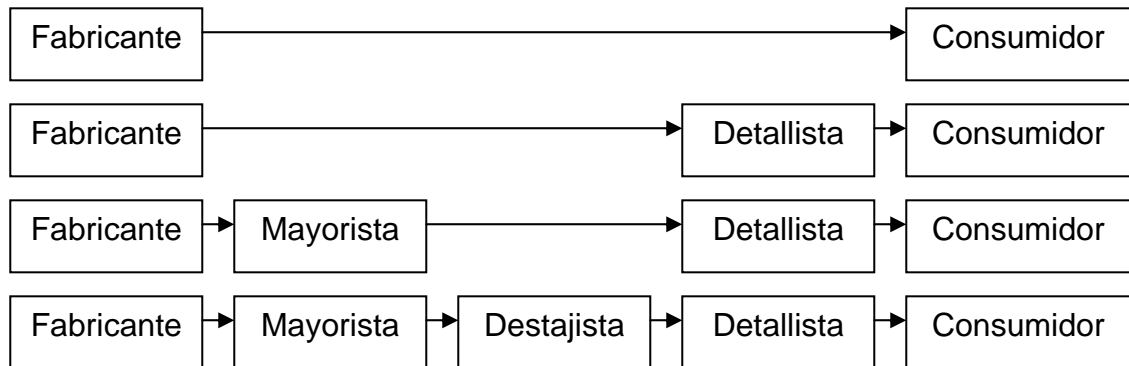 Fabricante Consumidor
Fabricante Detallista Consumidor
Fabricante Mayorista Detallista Consumidor
Fabricante Mayorista Destajista Detallista Consumidor